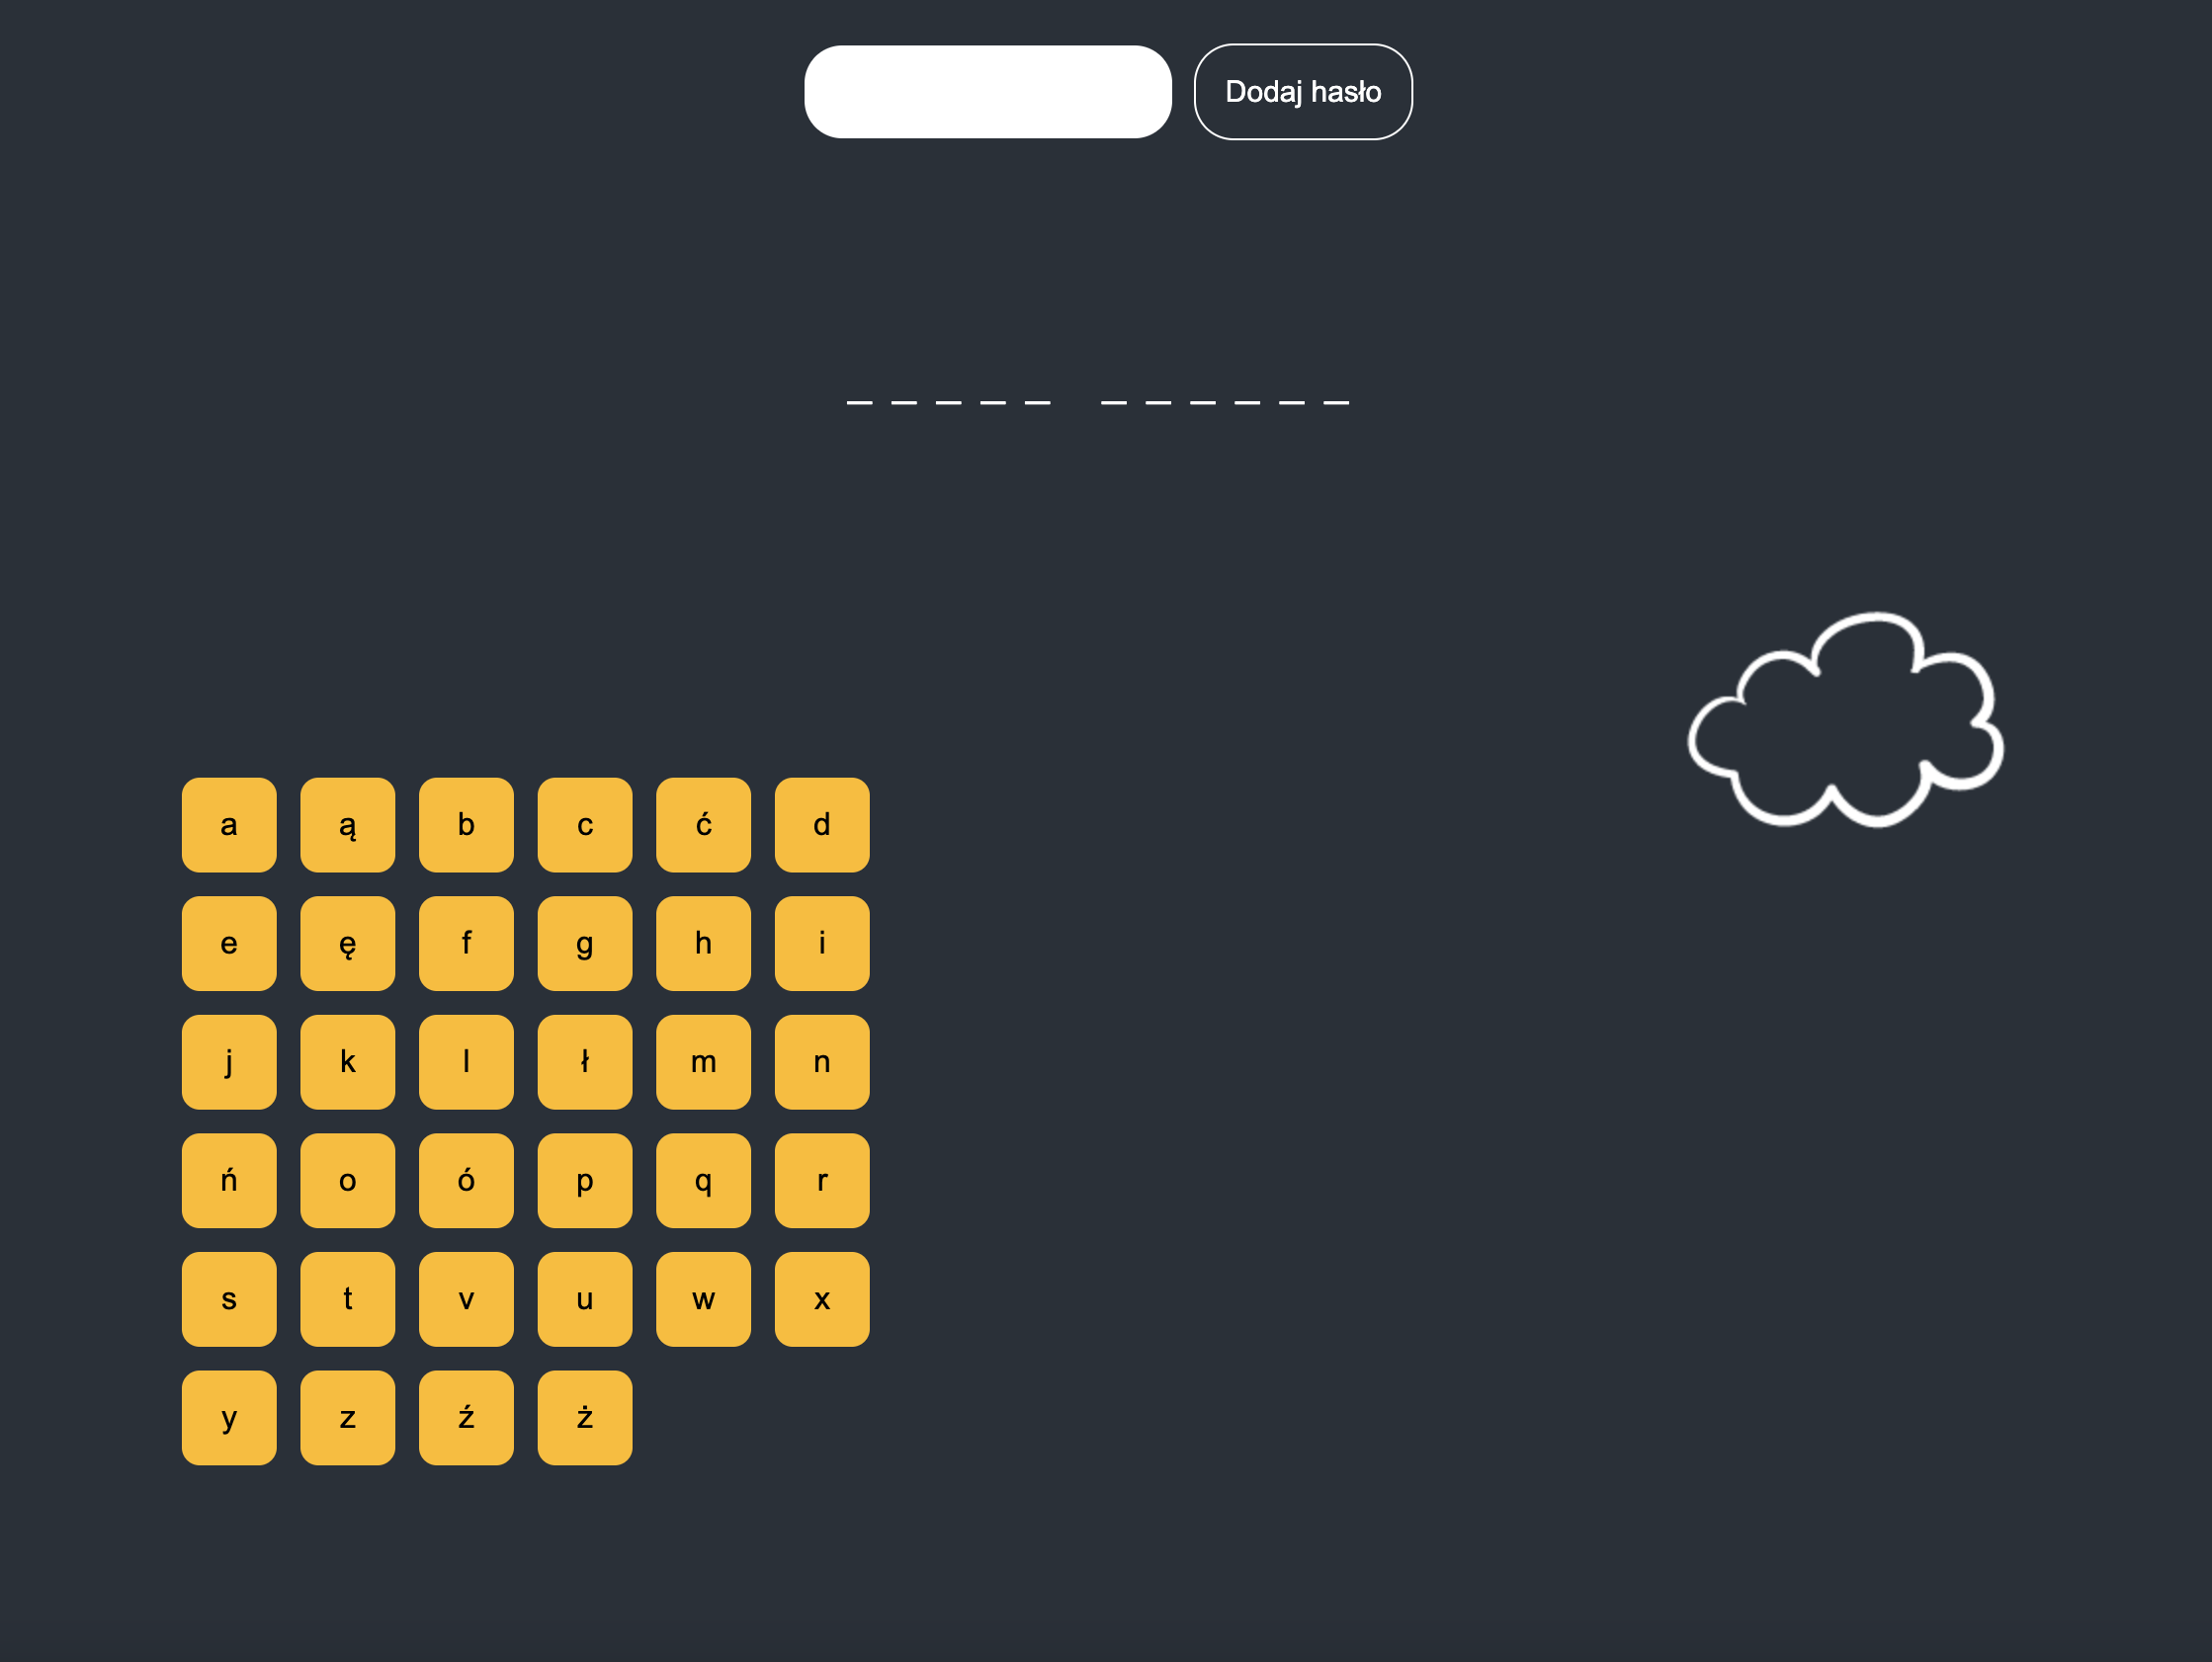 Dodaj hasło
_ _ _ _ _  _ _ _ _ _ _
a ą b c ć d
e ę f g h i
j k l ł m n
ń o ó p q r
s t v u w x
y z ź ż